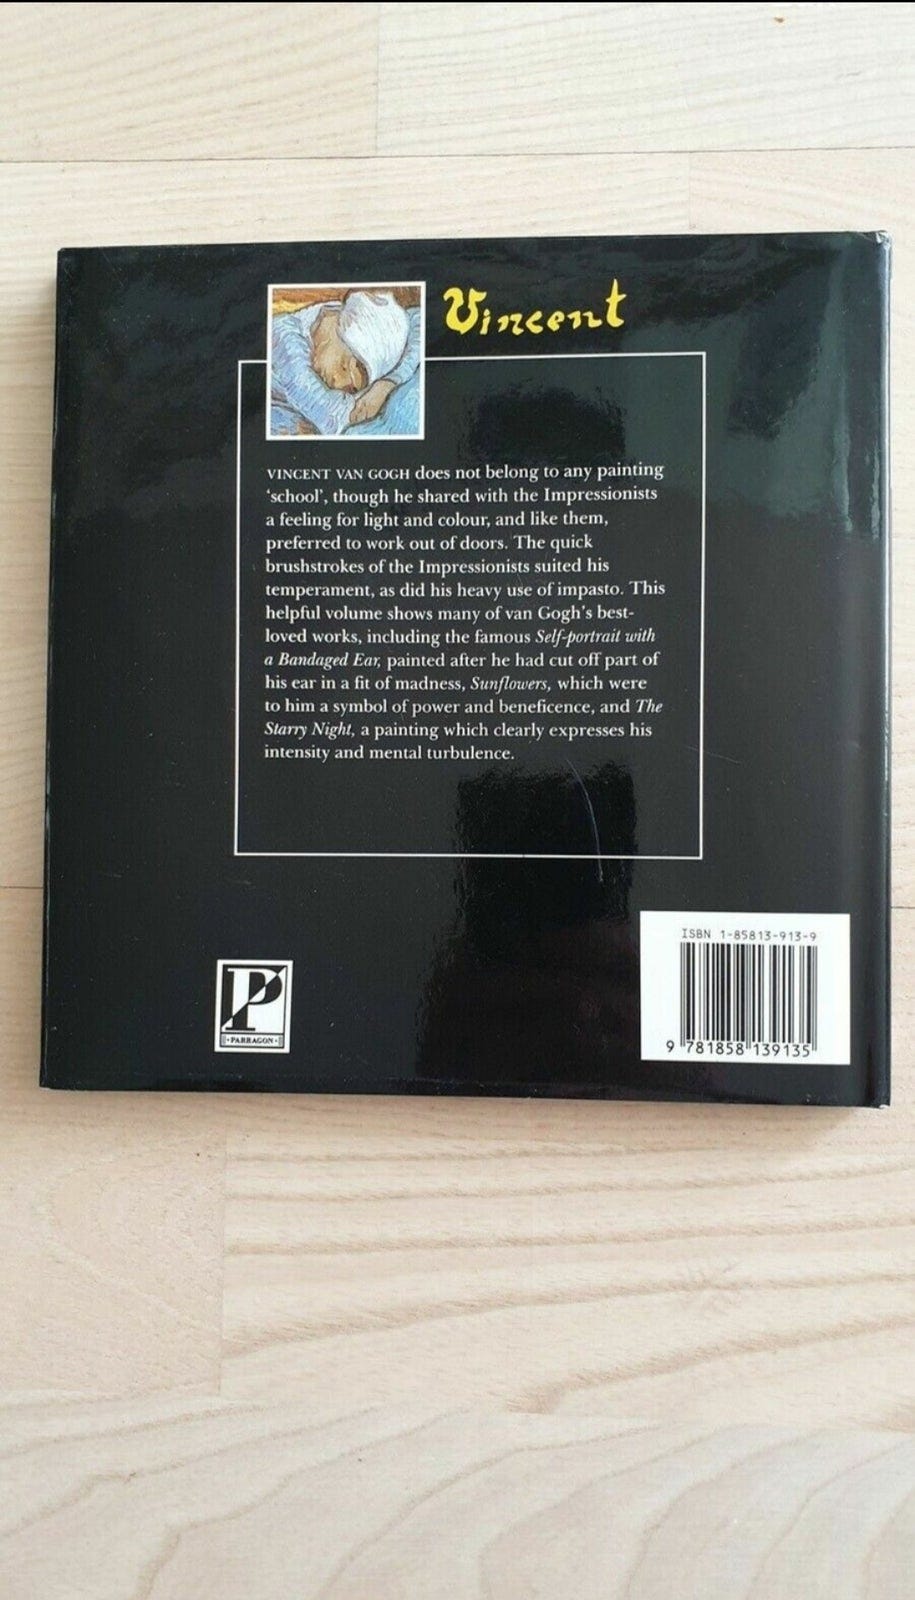 Vincent
VINCENT VAN GOGH does not belong to any painting
‘school’, though he shared with the Impressionists
a feeling for light and colour, and like them,
preferred to work out of doors. The quick
brushstrokes of the Impressionists suited his
temperament, as did his heavy use of impasto. This
helpful volume shows many of van Gogh's best-
loved works, including the famous Self-portrait with
a Bandaged Ear, painted after he had cut off part of
his ear in a fit of madness, Sunflowers, which were
to him a symbol of power and beneficence, and The
Starry Night, a painting which clearly expresses his
intensity and mental turbulence.
P
·PARRAGON·
ISBN 1-85813-913-9
9 781858 139135